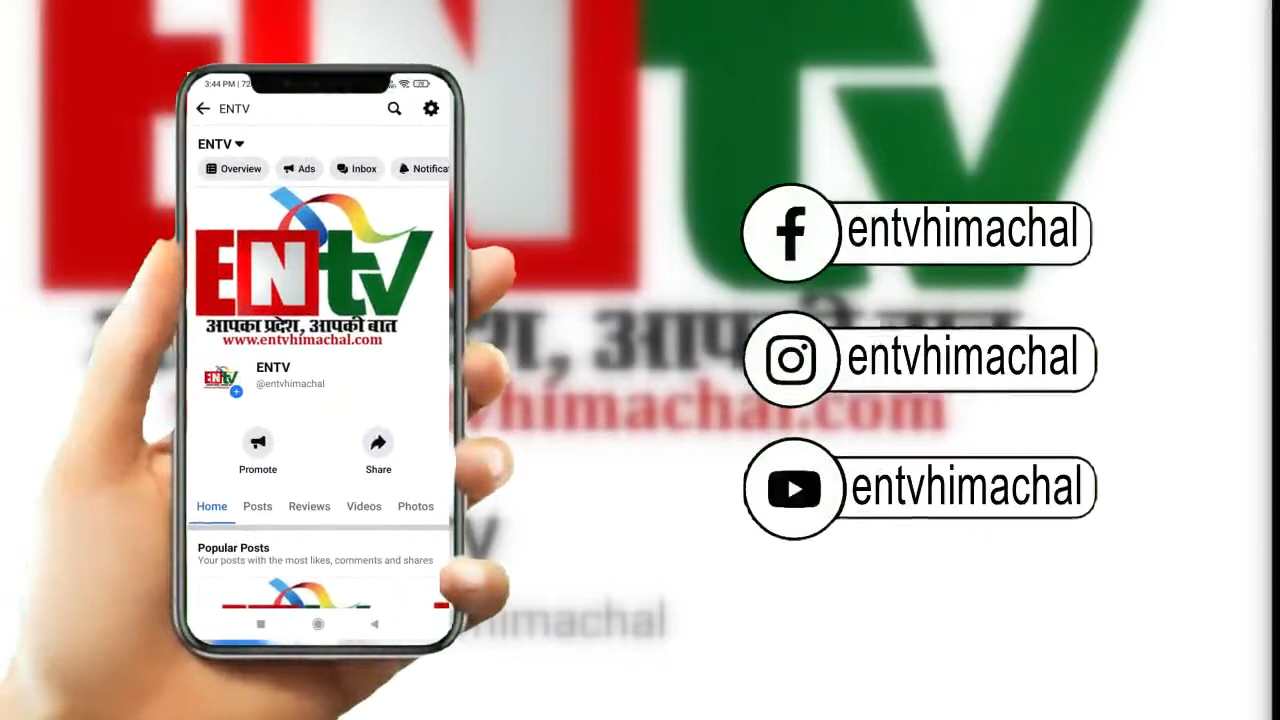 3:44 PM | 72
ENTV
ENTV
Overview
Ads
Inbox
Notifica
ENtv
आपका प्रदेश, आपकी बात
www.entvhimachal.com
ENtv
ENTV
@entvhimachal
Promote
Share
Home
Posts
Reviews
Videos
Photos
Popular Posts
Your posts with the most likes, comments and shares
entvhimachal
entvhimachal
entvhimachal